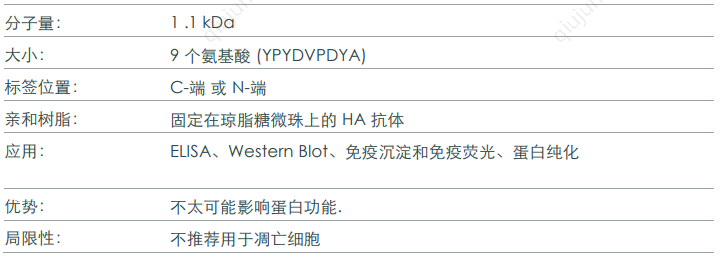 分子量： 1 .1 kDa
大小： 9 个氨基酸 (YPYDVPDYA)
标签位置： C-端 或 N-端
亲和树脂： 固定在琼脂糖微珠上的 HA 抗体
应用： ELISA、Western Blot、免疫沉淀和免疫荧光、蛋白纯化
优势： 不太可能影响蛋白功能.
局限性： 不推荐用于凋亡细胞